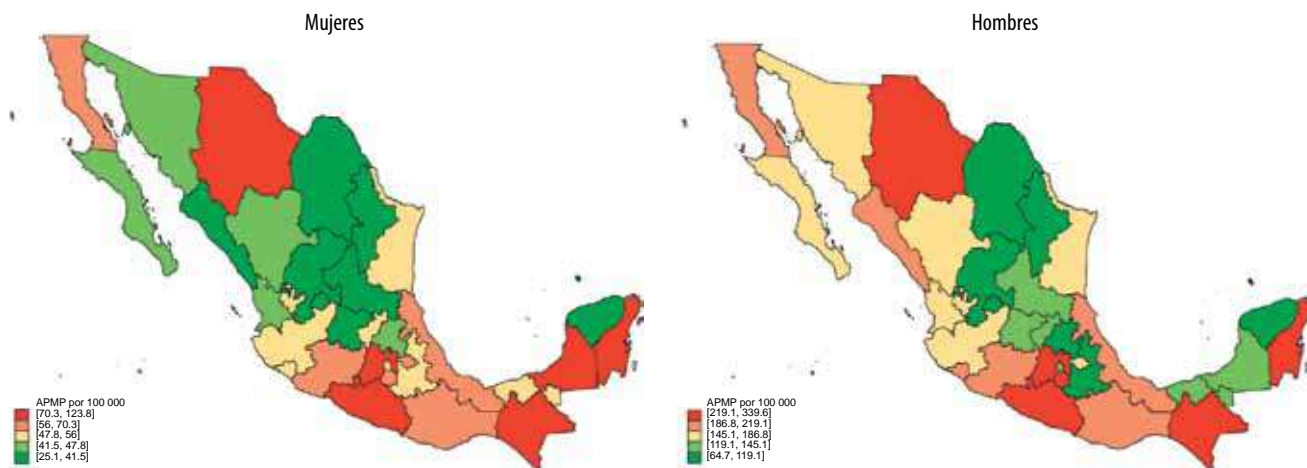 Mujeres
Hombres
APMP por 100 000
[70.3, 123.8]
[56, 70.3]
[47.8, 56]
[41.5, 47.8]
[25.1, 41.5]
APMP por 100 000
[219.1, 339.6]
[186.8, 219.1]
[145.1, 186.8]
[119.1, 145.1]
[64.7, 119.1]